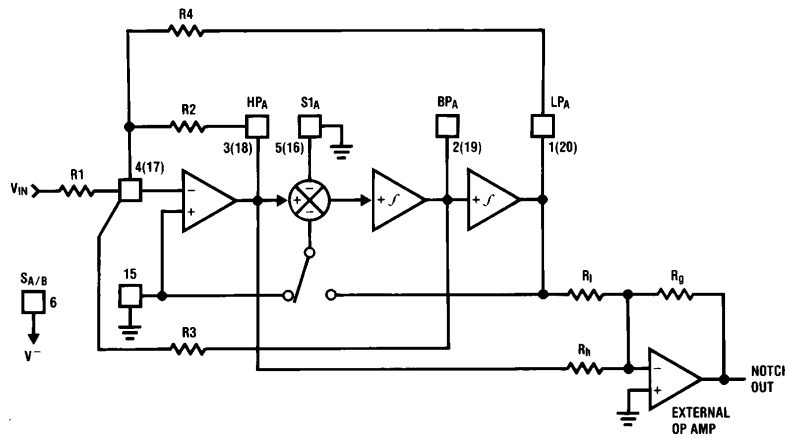 R4
R2
HPA
S1A
BPA
LPA
3(18)
5(16)
2(19)
1(20)
4(17)
R1
VIN
−
+
+
−
−
+ ∫
+ ∫
15
SA/B
6
V−
R3
Rl
Rg
Rh
−
+
NOTCH
OUT
EXTERNAL
OP AMP